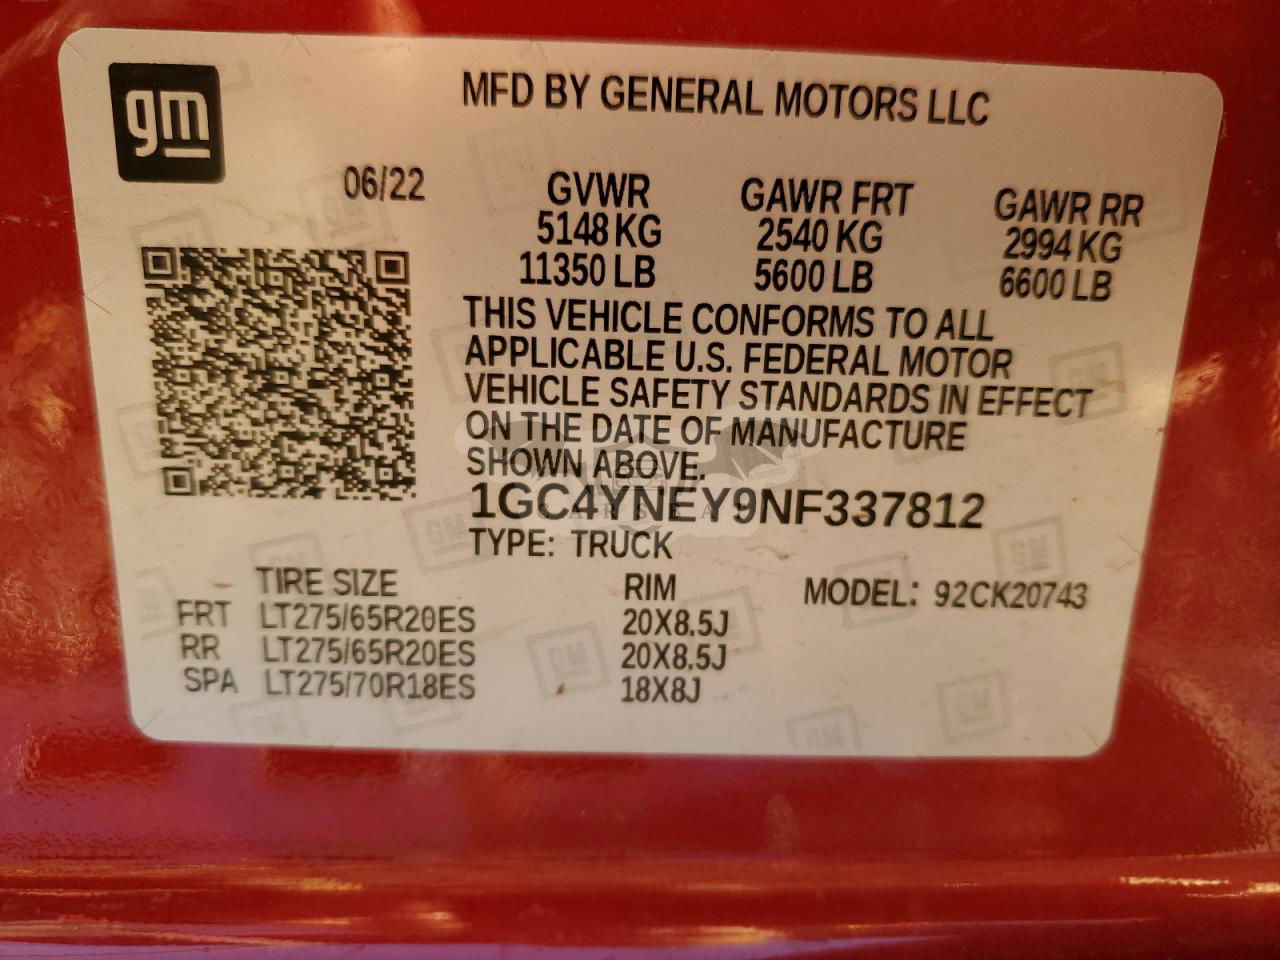 gm
MFD BY GENERAL MOTORS LLC
06/22
GVWR GAWR FRT GAWR RR
5148 KG 2540 KG 2994 KG
11350 LB 5600 LB 6600 LB
THIS VEHICLE CONFORMS TO ALL
APPLICABLE U.S. FEDERAL MOTOR
VEHICLE SAFETY STANDARDS IN EFFECT
ON THE DATE OF MANUFACTURE
SHOWN ABOVE.
1GC4YNEY9NF337812
TYPE: TRUCK
TIRE SIZE RIM MODEL: 92CK20743
FRT LT275/65R20ES 20X8.5J
RR LT275/65R20ES 20X8.5J
SPA LT275/70R18ES 18X8J